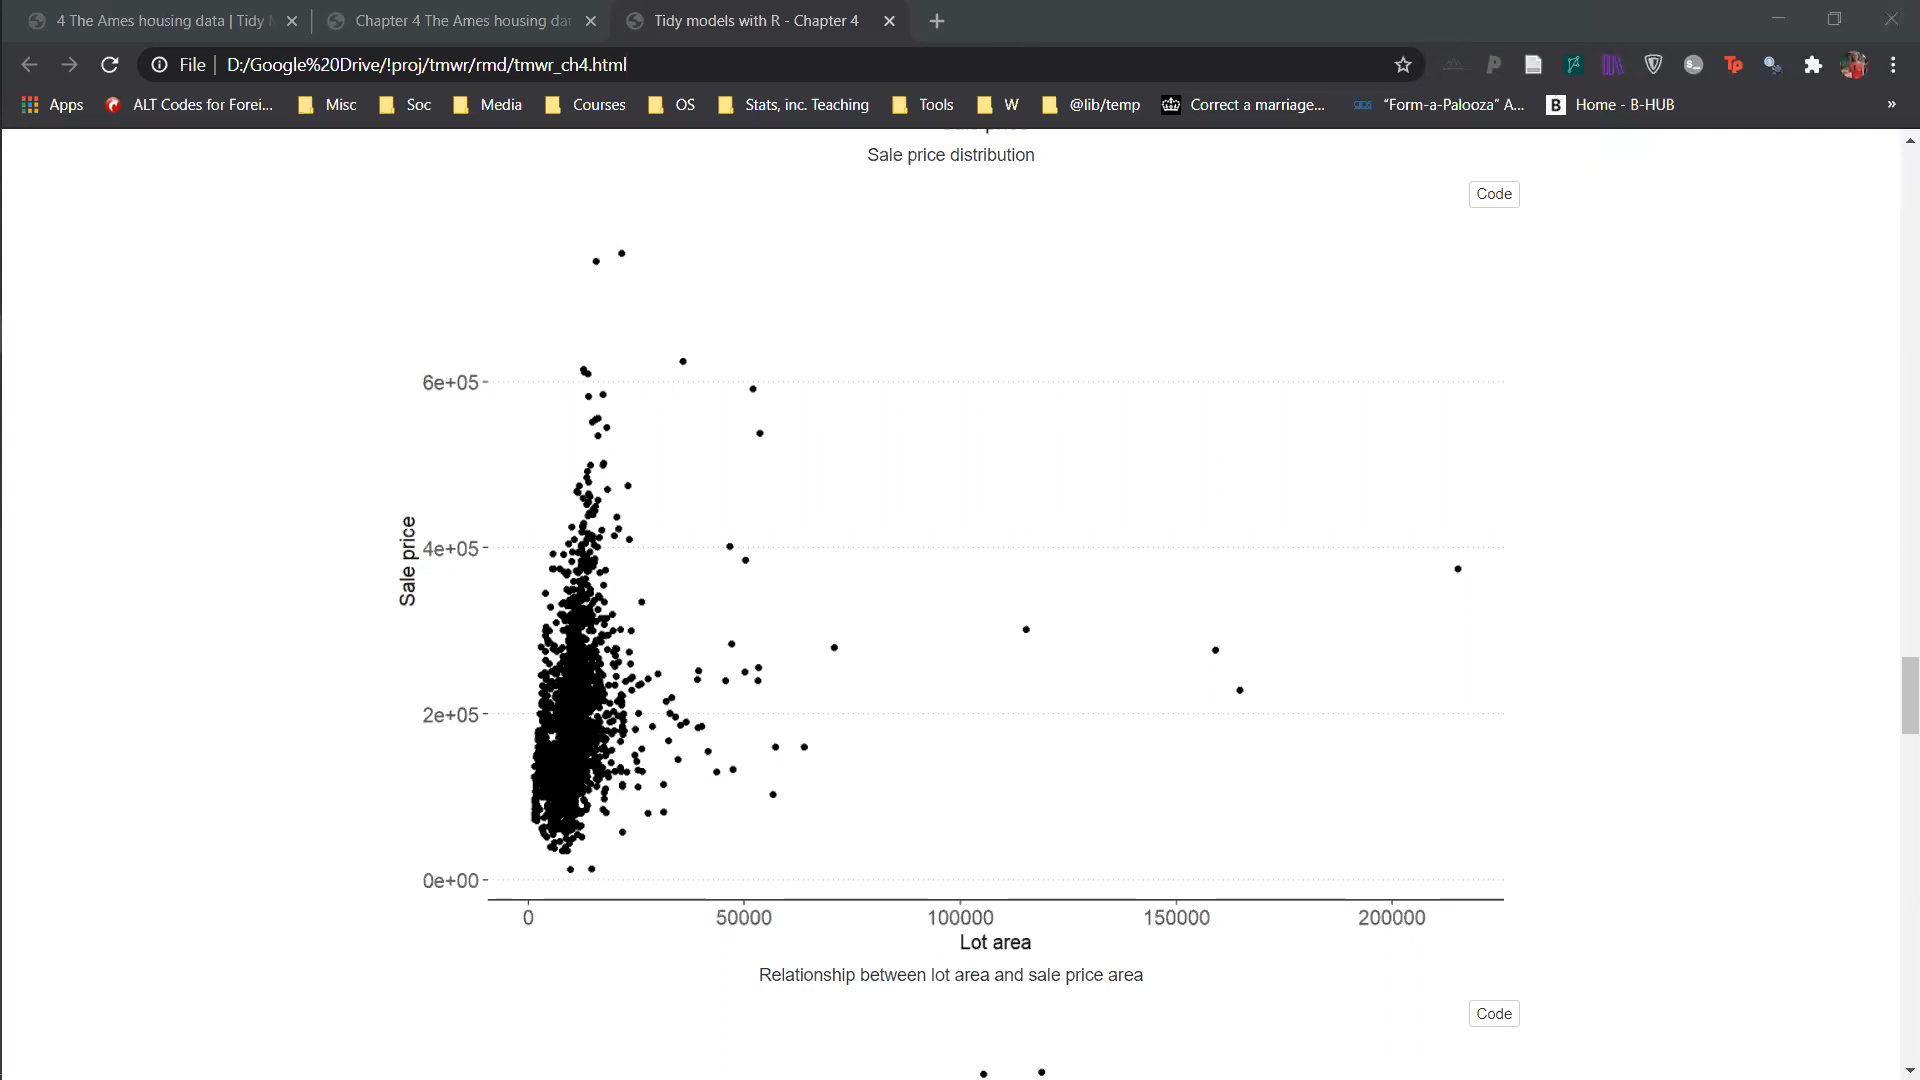 4 The Ames housing data | Tidy
Chapter 4 The Ames housing da
Tidy models with R - Chapter 4
File
D:/Google%20Drive/!proj/tmwr/rmd/tmwr_ch4.html
Apps
ALT Codes for Forei...
Misc
Soc
Media
Courses
OS
Stats, inc. Teaching
Tools
W
@lib/temp
Correct a marriage...
"Form-a-Palooza" A...
B
Home - B-HUB
»
Sale price distribution
Code
6e+05
4e+05
2e+05
0e+00
Sale price
0 50000 100000 150000 200000
Lot area
Relationship between lot area and sale price area
Code